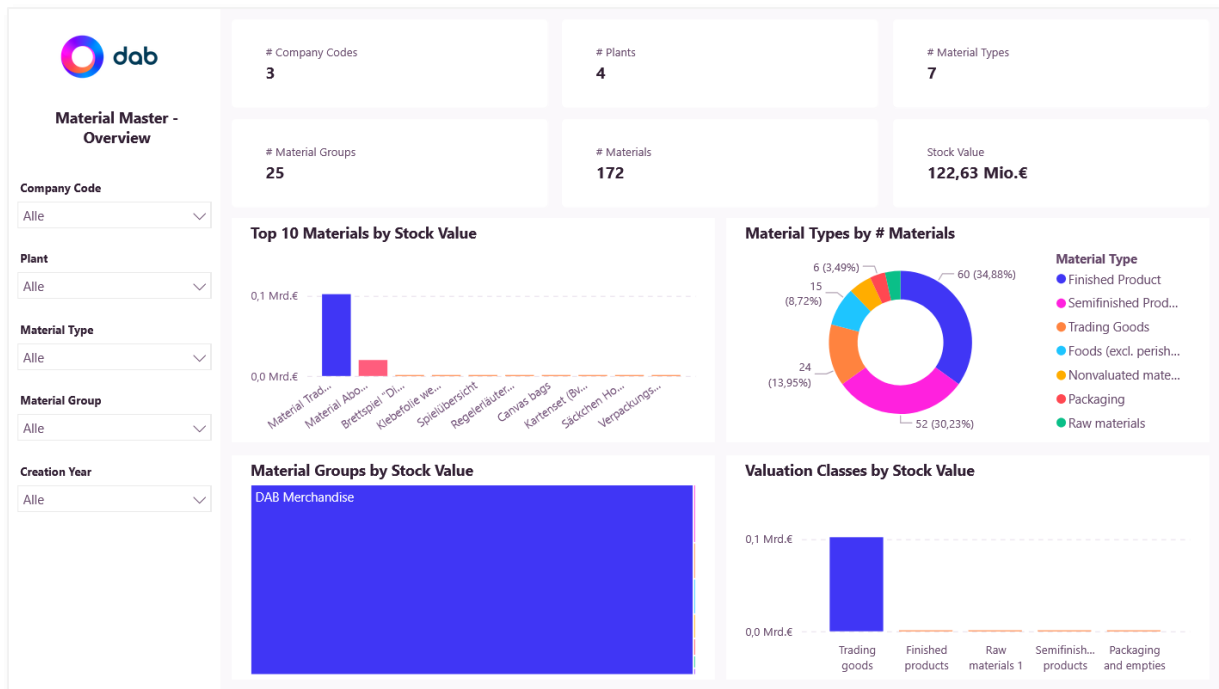 dab
Material Master -
Overview
Company Code
Alle
Plant
Alle
Material Type
Alle
Material Group
Alle
Creation Year
Alle
# Company Codes
3
# Plants
4
# Material Types
7
# Material Groups
25
# Materials
172
Stock Value
122,63 Mio.€
Top 10 Materials by Stock Value
0,1 Mrd.€
0,0 Mrd.€
Material Trad...
Material Abo...
Brettspiel "Di...
Klebefolie we...
Spielübersicht
Regelerläuter...
Canvas bags
Kartenset (Bv...
Säckchen Ho...
Verpackungs...
Material Types by # Materials
6 (3,49%)
15
(8,72%)
24
(13,95%)
60 (34,88%)
52 (30,23%)
Material Type
Finished Product
Semifinished Prod...
Trading Goods
Foods (excl. perish...
Nonvaluated mate...
Packaging
Raw materials
Material Groups by Stock Value
DAB Merchandise
Valuation Classes by Stock Value
0,1 Mrd.€
0,0 Mrd.€
Trading
goods
Finished
products
Raw
materials 1
Semifinish...
products
Packaging
and empties